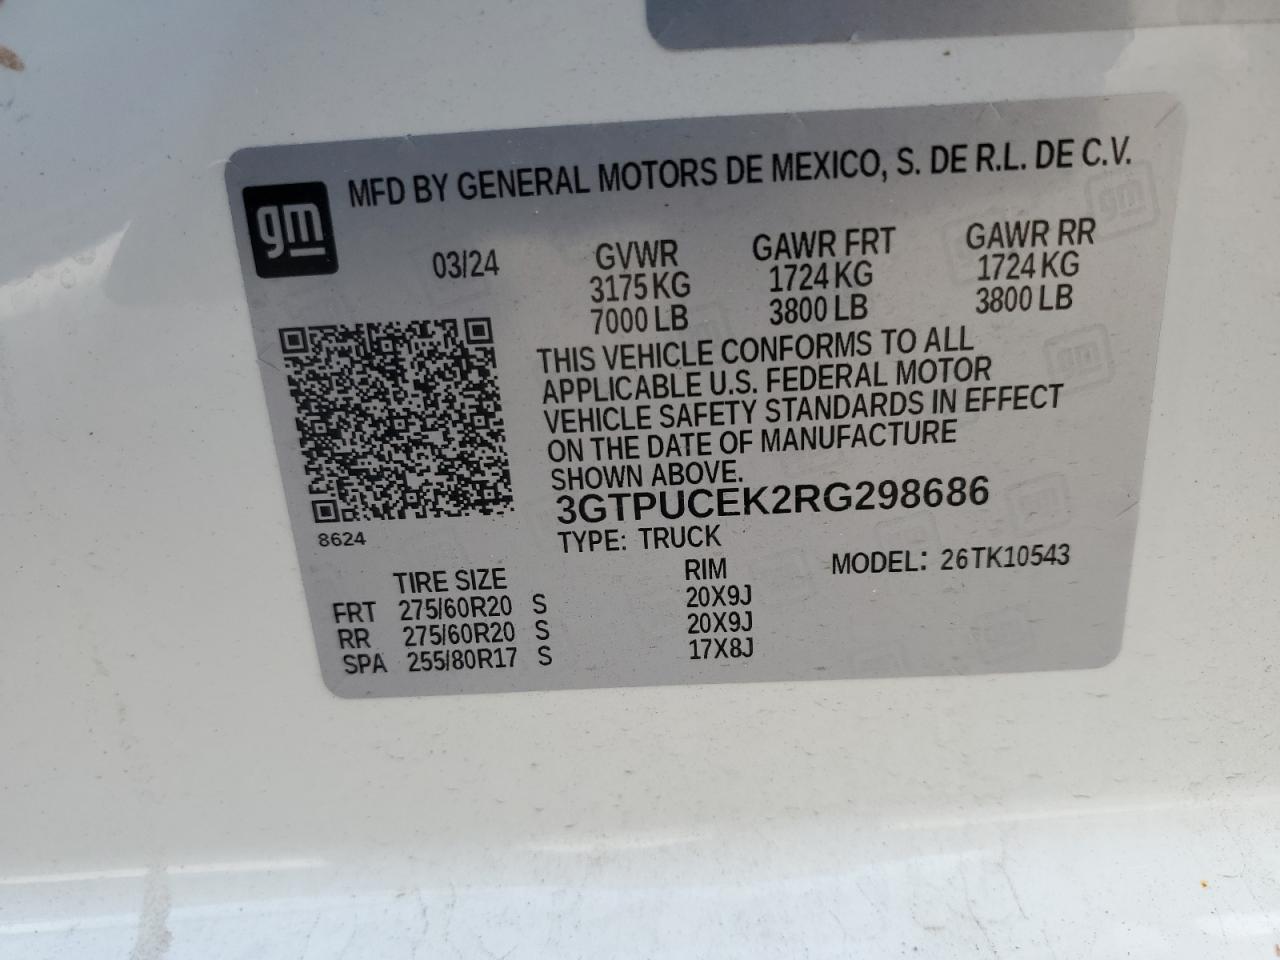 gm
MFD BY GENERAL MOTORS DE MEXICO, S. DE R.L. DE C.V.
03/24
GVWR
3175 KG
7000 LB
GAWR FRT
1724 KG
3800 LB
GAWR RR
1724 KG
3800 LB
THIS VEHICLE CONFORMS TO ALL
APPLICABLE U.S. FEDERAL MOTOR
VEHICLE SAFETY STANDARDS IN EFFECT
ON THE DATE OF MANUFACTURE
SHOWN ABOVE.
3GTPUCEK2RG298686
8624
TYPE: TRUCK
MODEL: 26TK10543
TIRE SIZE RIM
FRT 275/60R20 S 20X9J
RR 275/60R20 S 20X9J
SPA 255/80R17 S 17X8J